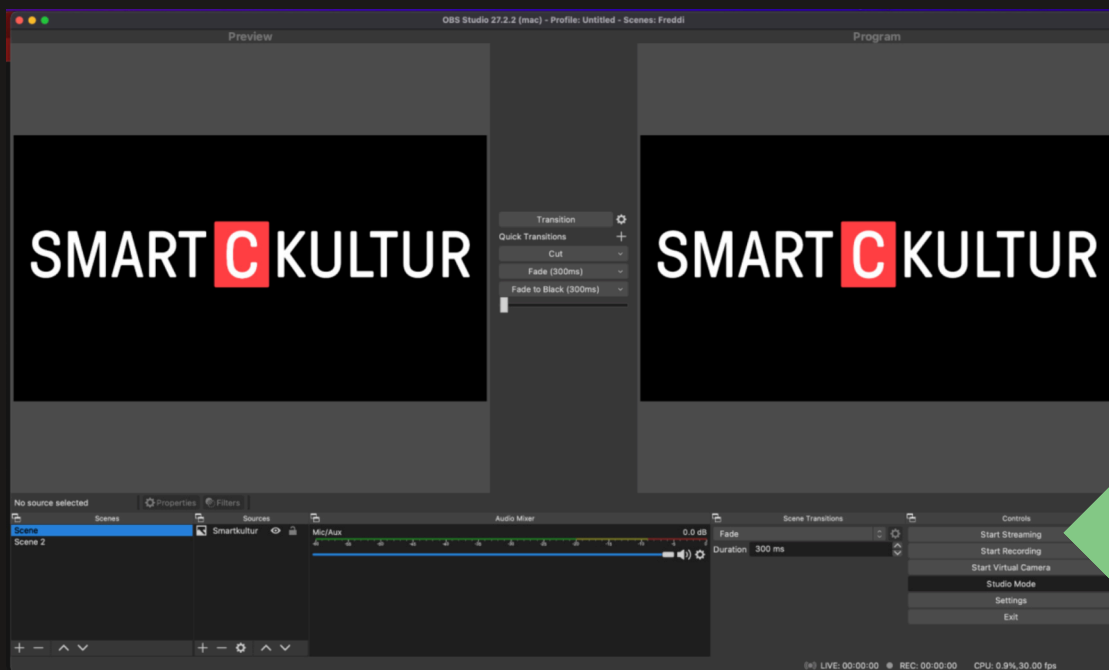 OBS Studio 27.2.2 (mac) - Profile: Untitled - Scenes: Freddi
Preview
Program
SMART C KULTUR
SMART C KULTUR
Transition
Quick Transitions
Cut
Fade (300ms)
Fade to Black (300ms)
No source selected
Properties
Filters
Scenes
Scene
Scene 2
Sources
Smartkultur
Audio Mixer
Mic/Aux
0.0 dB
Scene Transitions
Fade
Duration 300 ms
Controls
Start Streaming
Start Recording
Start Virtual Camera
Studio Mode
Settings
Exit
LIVE: 00:00:00
REC: 00:00:00
CPU: 0.9%,30.00 fps